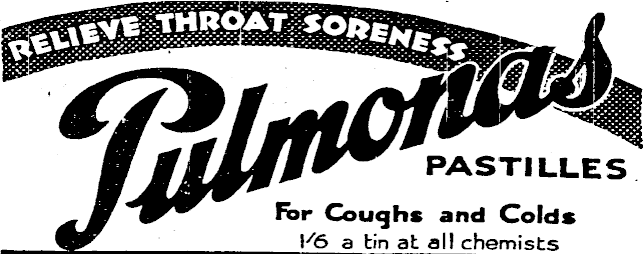 RELIEVE THROAT SORENESS
Pulmonas
PASTILLES
For Coughs and Colds
1/6 a tin at all chemists